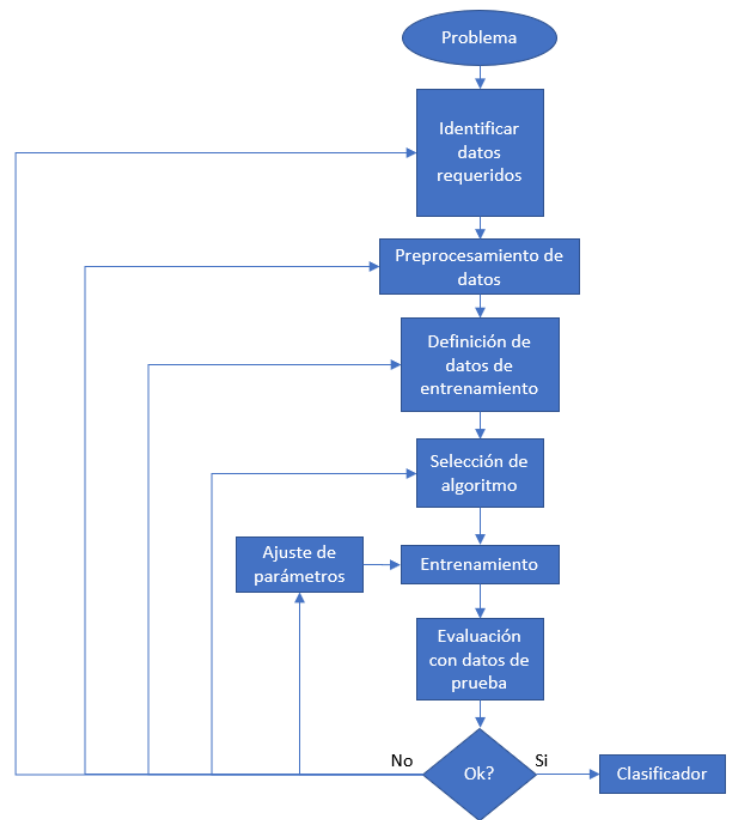 Problema
Identificar
datos
requeridos
Preprocesamiento de
datos
Definición de
datos de
entrenamiento
Selección de
algoritmo
Ajuste de
parámetros
Entrenamiento
Evaluación
con datos de
prueba
No
Ok?
Si
Clasificador